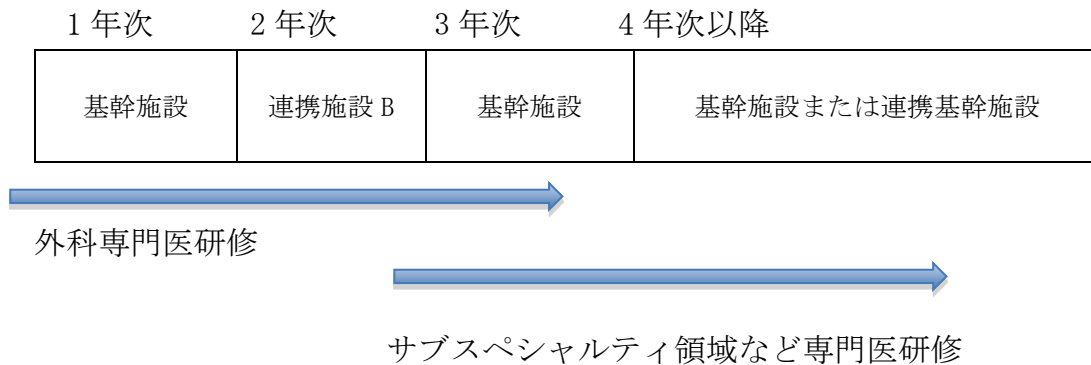 1 年次 2 年次 3 年次 4 年次以降
基幹施設 連携施設 B 基幹施設 基幹施設または連携基幹施設
外科専門医研修
サブスペシャルティ領域など専門医研修